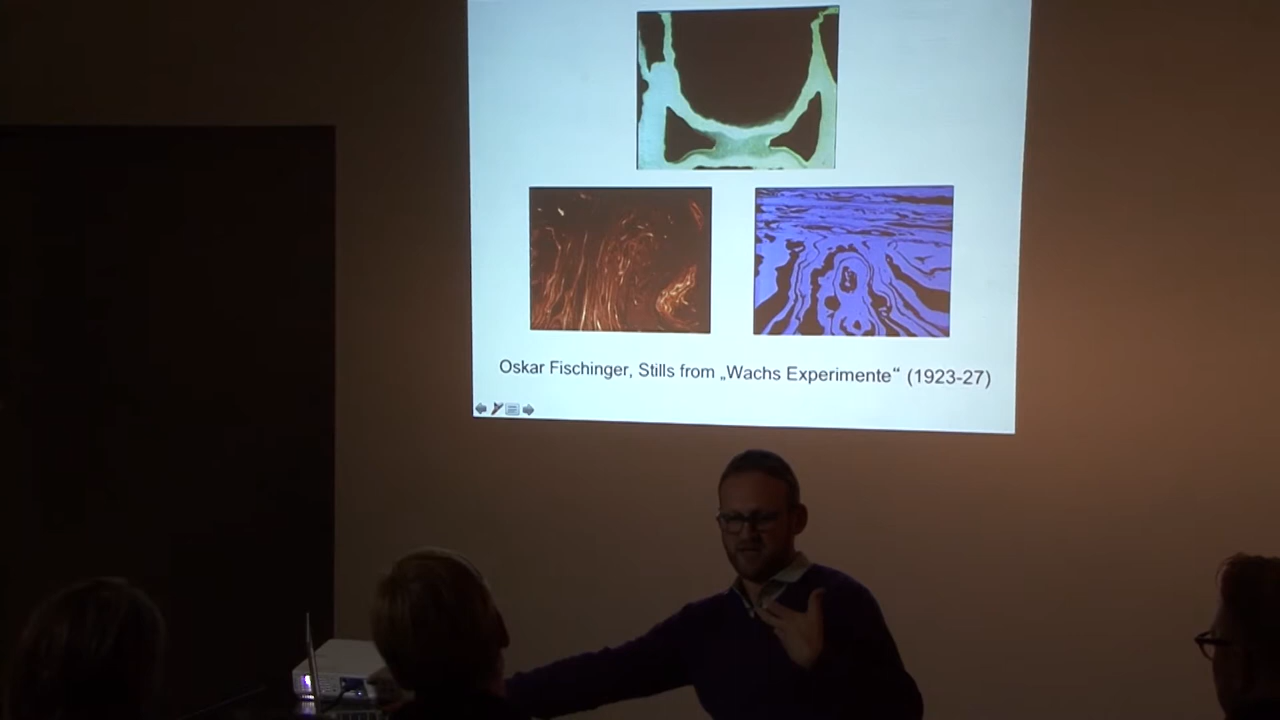 Oskar Fischinger, Stills from „Wachs Experimente“ (1923-27)